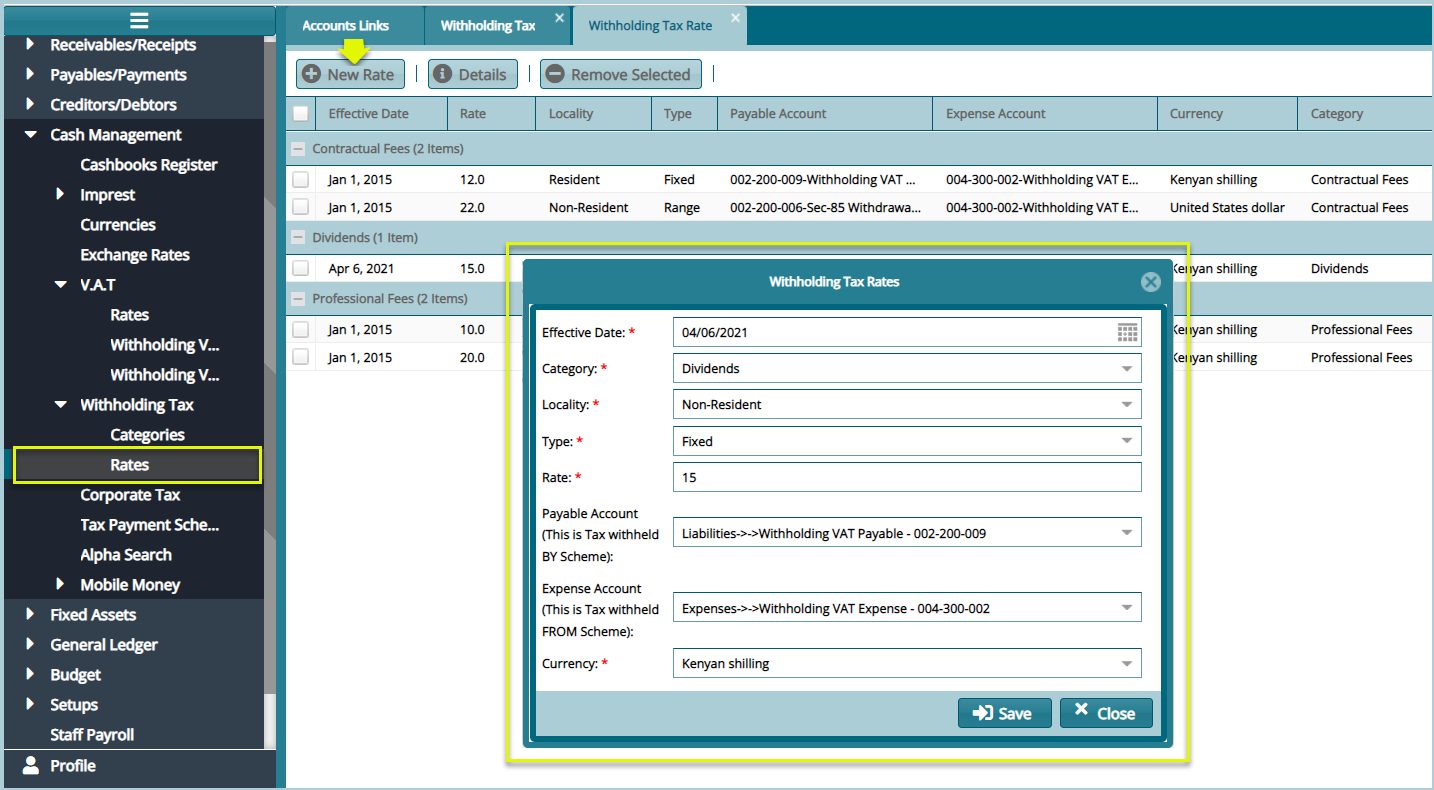 Accounts Links
Withholding Tax
Withholding Tax Rate
Receivables/Receipts
Payables/Payments
Creditors/Debtors
Cash Management
Cashbooks Register
Imprest
Currencies
Exchange Rates
V.A.T
Rates
Withholding V...
Withholding V...
Withholding Tax
Categories
Rates
Corporate Tax
Tax Payment Sche...
Alpha Search
Mobile Money
Fixed Assets
General Ledger
Budget
Setups
Staff Payroll
Profile
New Rate | Details | Remove Selected |
Effective Date Rate Locality Type Payable Account Expense Account Currency Category
Contractual Fees (2 Items)
Jan 1, 2015 12.0 Resident Fixed 002-200-009-Withholding VAT ... 004-300-002-Withholding VAT E... Kenyan shilling Contractual Fees
Jan 1, 2015 22.0 Non-Resident Range 002-200-006-Sec-85 Withdrawa... 004-300-002-Withholding VAT E... United States dollar Contractual Fees
Dividends (1 Item)
Apr 6, 2021 15.0 Kenyan shilling Dividends
Professional Fees (2 Items)
Jan 1, 2015 10.0 Kenyan shilling Professional Fees
Jan 1, 2015 20.0 Kenyan shilling Professional Fees
Withholding Tax Rates
Effective Date: * 04/06/2021
Category: * Dividends
Locality: * Non-Resident
Type: * Fixed
Rate: * 15
Payable Account
(This is Tax withheld
BY Scheme):
Liabilities->->Withholding VAT Payable - 002-200-009
Expense Account
(This is Tax withheld
FROM Scheme):
Expenses->->Withholding VAT Expense - 004-300-002
Currency: * Kenyan shilling
Save
Close